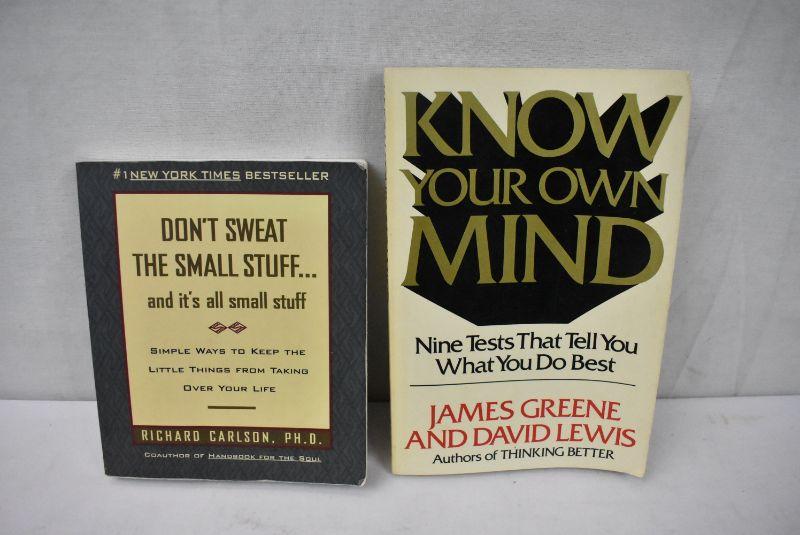 #1 NEW YORK TIMES BESTSELLER
DON'T SWEAT
THE SMALL STUFF...
and it's all small stuff
SIMPLE WAYS TO KEEP THE
LITTLE THINGS FROM TAKING
OVER YOUR LIFE
RICHARD CARLSON, PH.D.
COAUTHOR OF HANDBOOK FOR THE SOUL
KNOW
YOUR OWN
MIND
Nine Tests That Tell You
What You Do Best
JAMES GREENE
AND DAVID LEWIS
Authors of THINKING BETTER